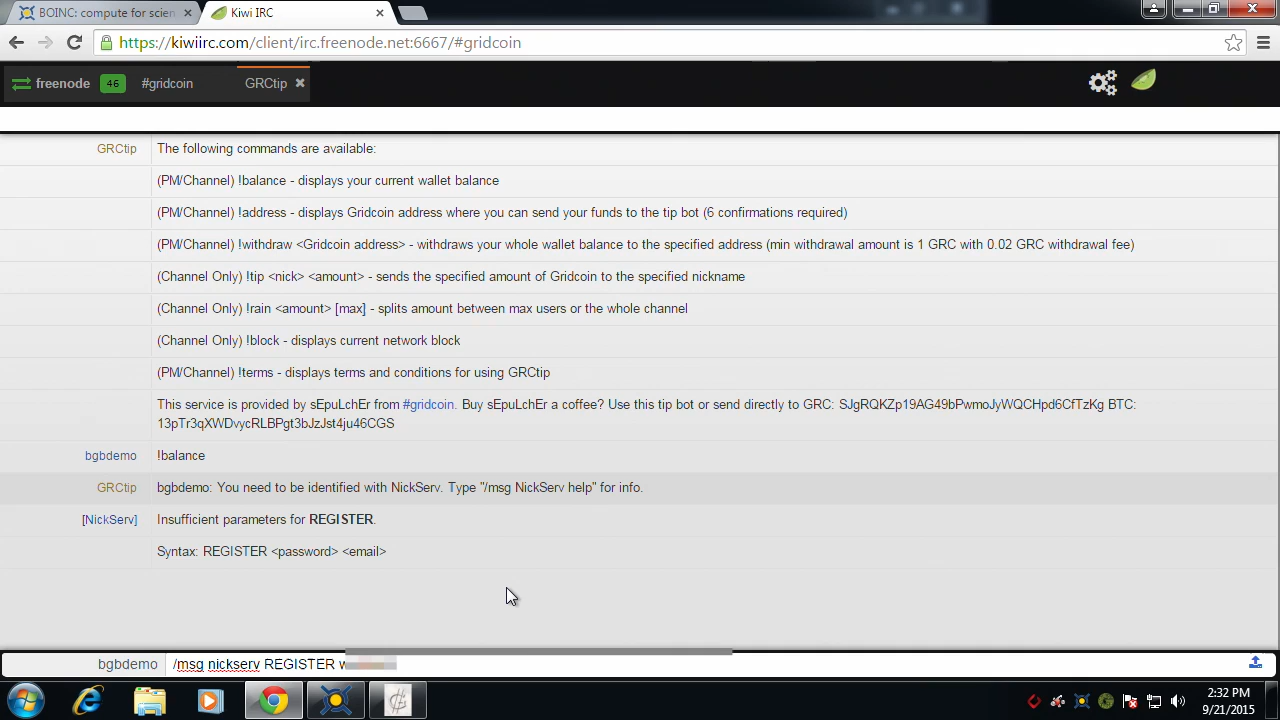 BOINC: compute for scien
Kiwi IRC
https://kiwiirc.com/client/irc.freenode.net:6667/#gridcoin
freenode 46 #gridcoin GRCtip
GRCtip The following commands are available:
(PM/Channel) !balance - displays your current wallet balance
(PM/Channel) !address - displays Gridcoin address where you can send your funds to the tip bot (6 confirmations required)
(PM/Channel) !withdraw <Gridcoin address> - withdraws your whole wallet balance to the specified address (min withdrawal amount is 1 GRC with 0.02 GRC withdrawal fee)
(Channel Only) !tip <nick> <amount> - sends the specified amount of Gridcoin to the specified nickname
(Channel Only) !rain <amount> [max] - splits amount between max users or the whole channel
(Channel Only) !block - displays current network block
(PM/Channel) !terms - displays terms and conditions for using GRCtip
This service is provided by sEpuLchEr from #gridcoin. Buy sEpuLchEr a coffee? Use this tip bot or send directly to GRC: SJgRQKZp19AG49bPwmoJyWQCHpd6CfTzKg BTC:
13pTr3qXWDvycRLBPgt3bJzJst4ju46CGS
bgbdemo !balance
GRCtip bgbdemo: You need to be identified with NickServ. Type "/msg NickServ help" for info.
[NickServ] Insufficient parameters for REGISTER.
Syntax: REGISTER <password> <email>
bgbdemo /msg nickserv REGISTER
2:32 PM
9/21/2015